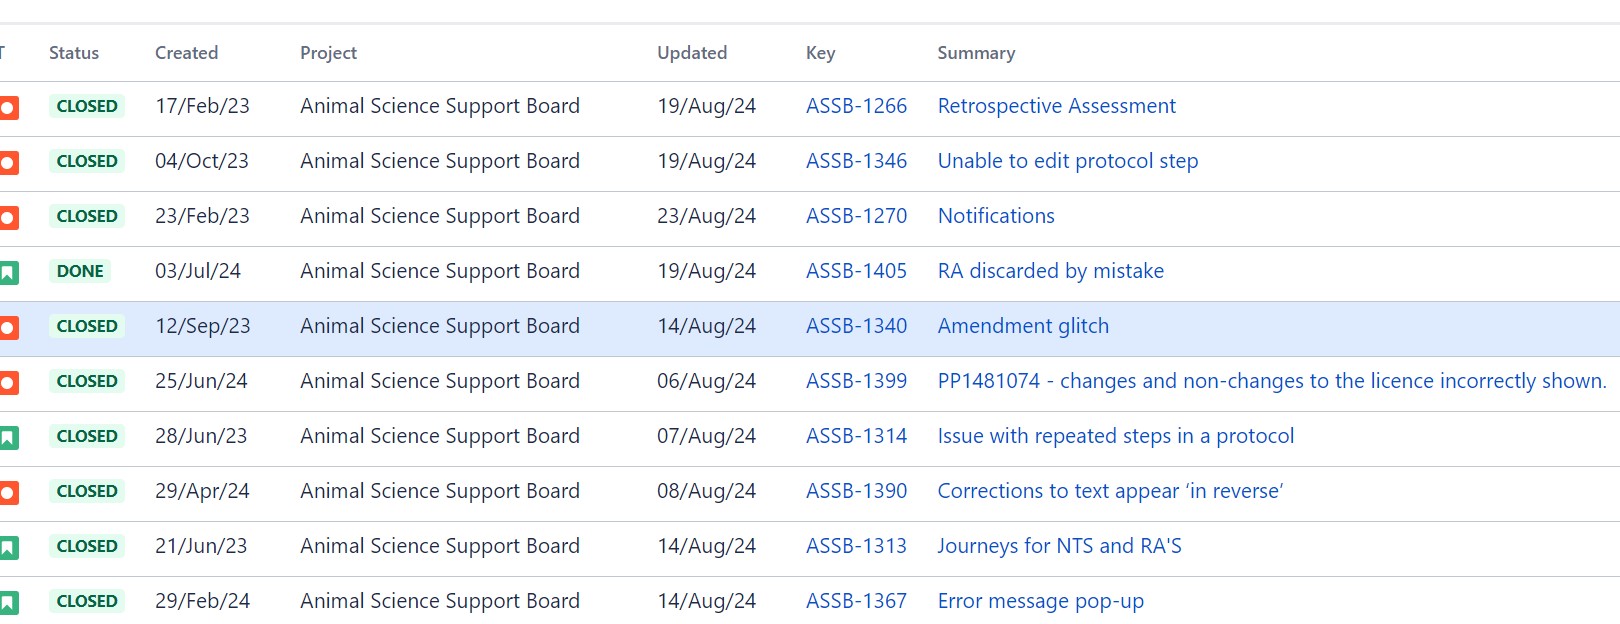 T Status Created Project Updated Key Summary
CLOSED 17/Feb/23 Animal Science Support Board 19/Aug/24 ASSB-1266 Retrospective Assessment
CLOSED 04/Oct/23 Animal Science Support Board 19/Aug/24 ASSB-1346 Unable to edit protocol step
CLOSED 23/Feb/23 Animal Science Support Board 23/Aug/24 ASSB-1270 Notifications
DONE 03/Jul/24 Animal Science Support Board 19/Aug/24 ASSB-1405 RA discarded by mistake
CLOSED 12/Sep/23 Animal Science Support Board 14/Aug/24 ASSB-1340 Amendment glitch
CLOSED 25/Jun/24 Animal Science Support Board 06/Aug/24 ASSB-1399 PP1481074 - changes and non-changes to the licence incorrectly shown.
CLOSED 28/Jun/23 Animal Science Support Board 07/Aug/24 ASSB-1314 Issue with repeated steps in a protocol
CLOSED 29/Apr/24 Animal Science Support Board 08/Aug/24 ASSB-1390 Corrections to text appear ‘in reverse’
CLOSED 21/Jun/23 Animal Science Support Board 14/Aug/24 ASSB-1313 Journeys for NTS and RA'S
CLOSED 29/Feb/24 Animal Science Support Board 14/Aug/24 ASSB-1367 Error message pop-up